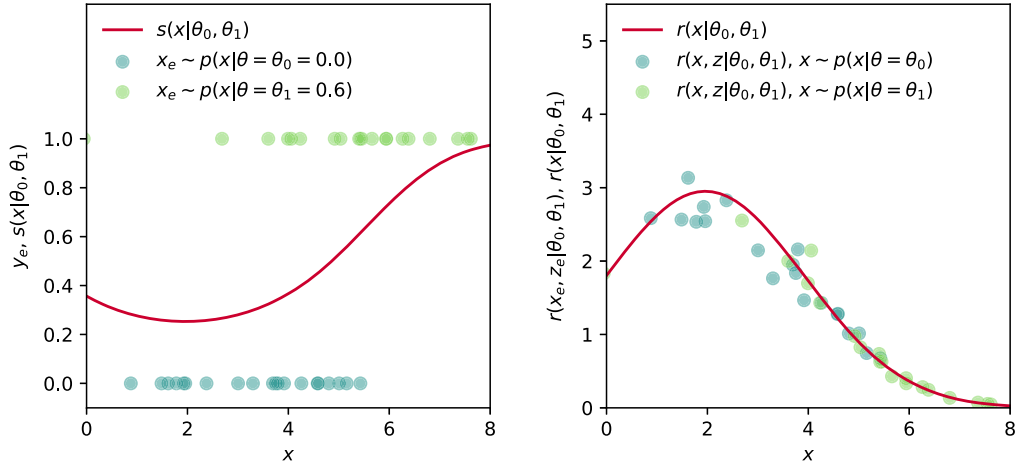 s(x|θ₀, θ₁)
xₑ ~ p(x|θ = θ₀ = 0.0)
xₑ ~ p(x|θ = θ₁ = 0.6)
1.0
0.8
0.6
0.4
0.2
0.0
yₑ, s(x|θ₀, θ₁)
0 2 4 6 8
x
r(x|θ₀, θ₁)
r(x, z|θ₀, θ₁), x ~ p(x|θ = θ₀)
r(x, z|θ₀, θ₁), x ~ p(x|θ = θ₁)
5
4
3
2
1
0
r(xₑ, zₑ|θ₀, θ₁), r(x|θ₀, θ₁)
0 2 4 6 8
x